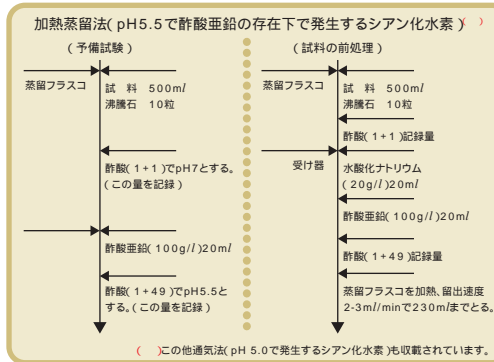 加熱蒸留法(pH5.5で酢酸亜鉛の存在下で発生するシアン化水素)( )
(予備試験)
蒸留フラスコ
試 料 500ml
沸騰石 10粒
酢酸(1+1)でpH7とする。
(この量を記録)
酢酸亜鉛(100g/l)20ml
酢酸(1+49)でpH5.5と
する。(この量を記録)
(試料の前処理)
蒸留フラスコ
試 料 500ml
沸騰石 10粒
酢酸(1+1)記録量
受け器
水酸化ナトリウム
(20g/l)20ml
酢酸亜鉛(100g/l)20ml
酢酸(1+49)記録量
蒸留フラスコを加熱、留出速度
2-3ml/minで230mlまでとる。
( )この他通気法(pH 5.0で発生するシアン化水素)も収載されています。